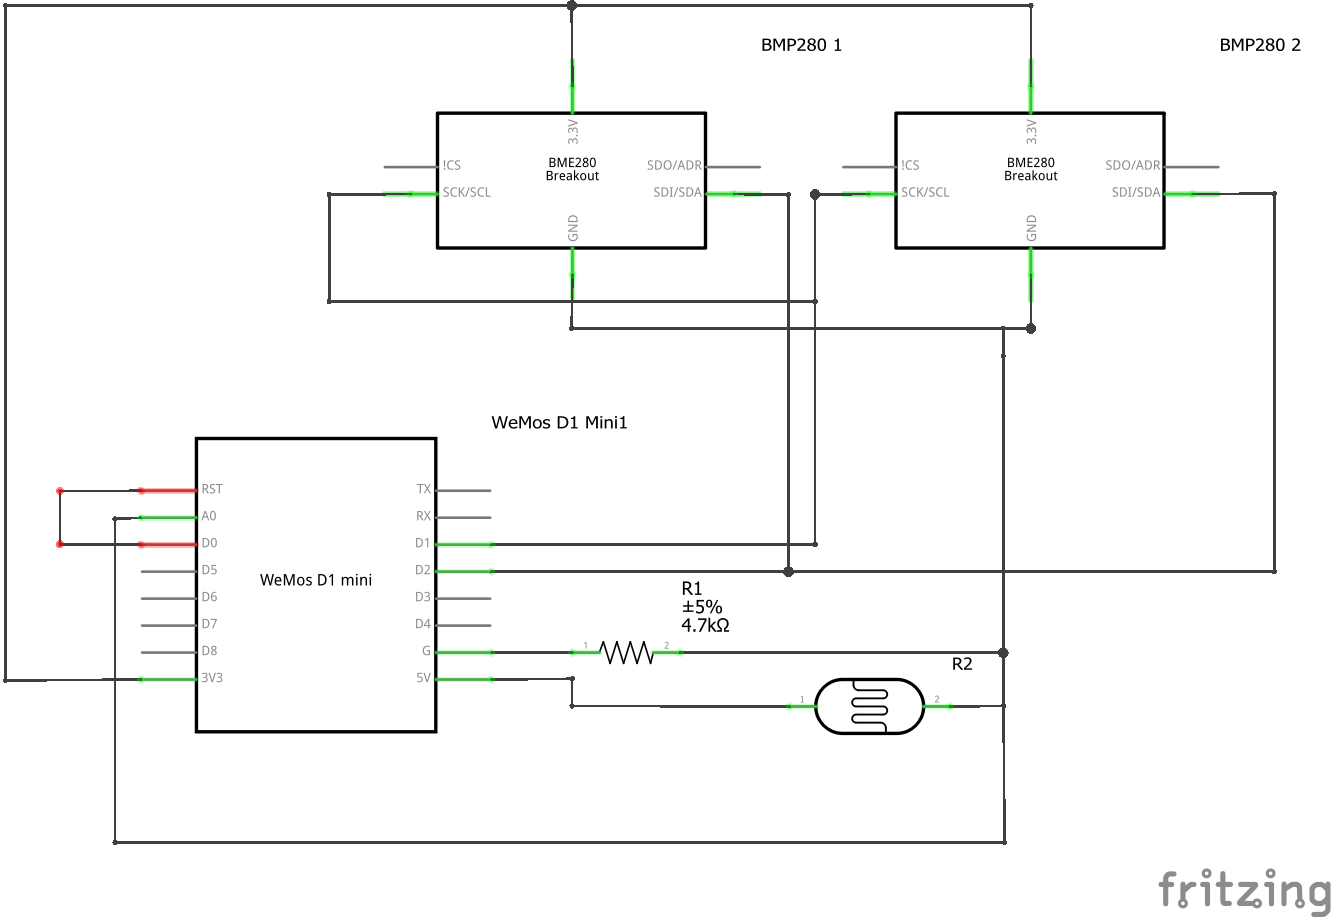 BMP280 1
BMP280 2
3.3V
3.3V
!CS
BME280
Breakout
SDO/ADR
SCK/SCL
SDI/SDA
GND
!CS
BME280
Breakout
SDO/ADR
SCK/SCL
SDI/SDA
GND
WeMos D1 Mini1
RST
A0
D0
D5
D6
D7
D8
3V3
WeMos D1 mini
TX
RX
D1
D2
D3
D4
G
5V
R1
±5%
4.7kΩ
1
2
R2
1
2
fritzing